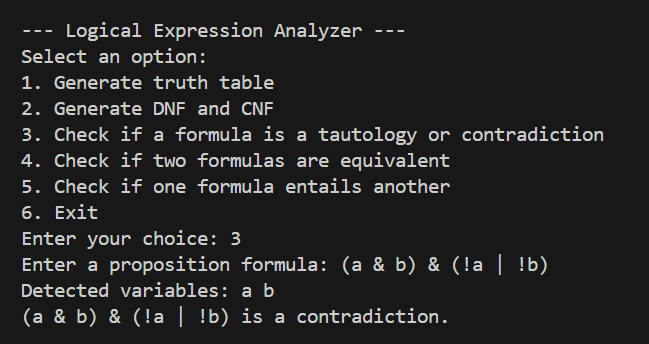 --- Logical Expression Analyzer ---
Select an option:
1. Generate truth table
2. Generate DNF and CNF
3. Check if a formula is a tautology or contradiction
4. Check if two formulas are equivalent
5. Check if one formula entails another
6. Exit
Enter your choice: 3
Enter a proposition formula: (a & b) & (!a | !b)
Detected variables: a b
(a & b) & (!a | !b) is a contradiction.